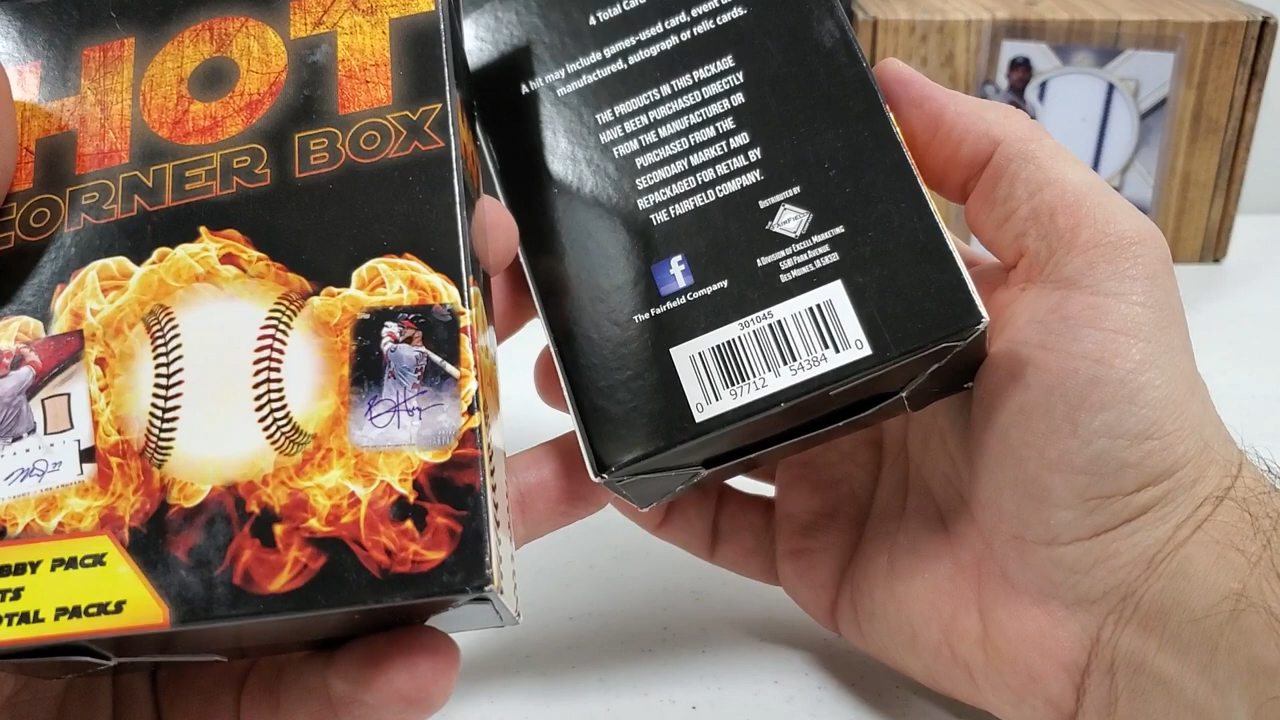 HOT
CORNER BOX
BBY PACK
TS
OTAL PACKS
4 Total Card
A hit may include games-used card, event u
manufactured, autograph or relic cards.
THE PRODUCTS IN THIS PACKAGE
HAVE BEEN PURCHASED DIRECTLY
FROM THE MANUFACTURER OR
PURCHASED FROM THE
SECONDARY MARKET AND
REPACKAGED FOR RETAIL BY
THE FAIRFIELD COMPANY.
DISTRIBUTED BY
FAIRFIELD
A DIVISION OF EXCELL MARKETING
5501 PARK AVENUE
DES MOINES, IA 50321
f
The Fairfield Company
301045
0 97712 54384 0